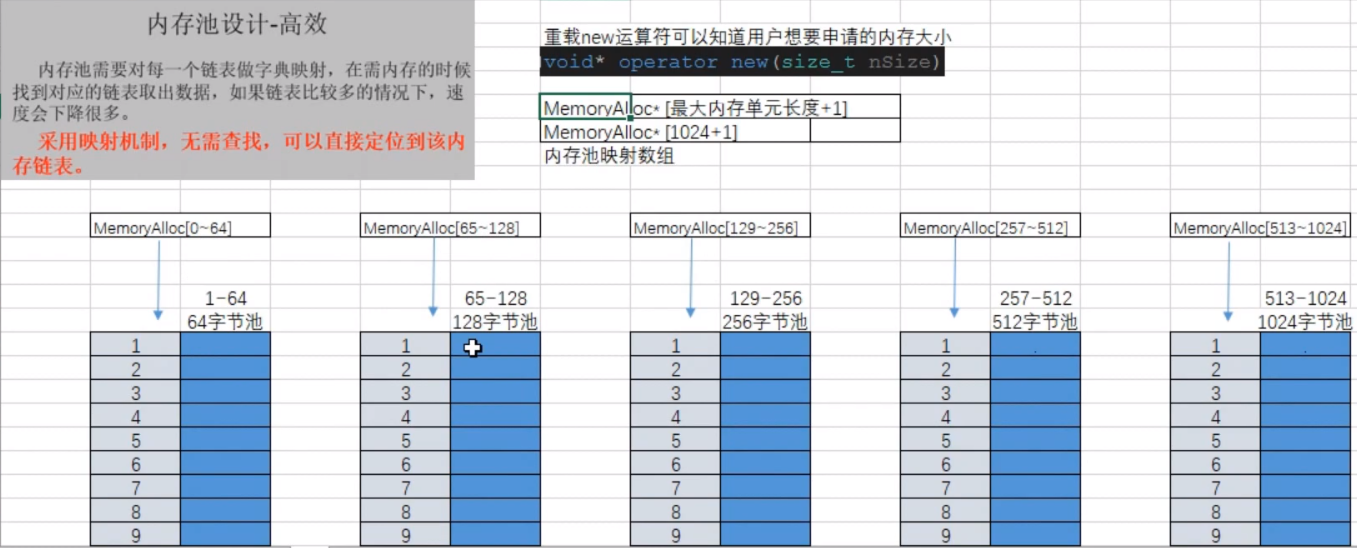 内存池设计-高效
内存池需要对每一个链表做字典映射，在需内存的时候
找到对应的链表取出数据，如果链表比较多的情况下，速
度会下降很多。
采用映射机制，无需查找，可以直接定位到该内
存链表。
重载new运算符可以知道用户想要申请的内存大小
void* operator new(size_t nSize)
MemoryAlloc* [最大内存单元长度+1]
MemoryAlloc* [1024+1]
内存池映射数组
MemoryAlloc[0~64]
MemoryAlloc[65~128]
MemoryAlloc[129~256]
MemoryAlloc[257~512]
MemoryAlloc[513~1024]
1-64
64字节池
65-128
128字节池
129-256
256字节池
257-512
512字节池
513-1024
1024字节池
1 1 1 1 1
2 2 2 2 2
3 3 3 3 3
4 4 4 4 4
5 5 5 5 5
6 6 6 6 6
7 7 7 7 7
8 8 8 8 8
9 9 9 9 9